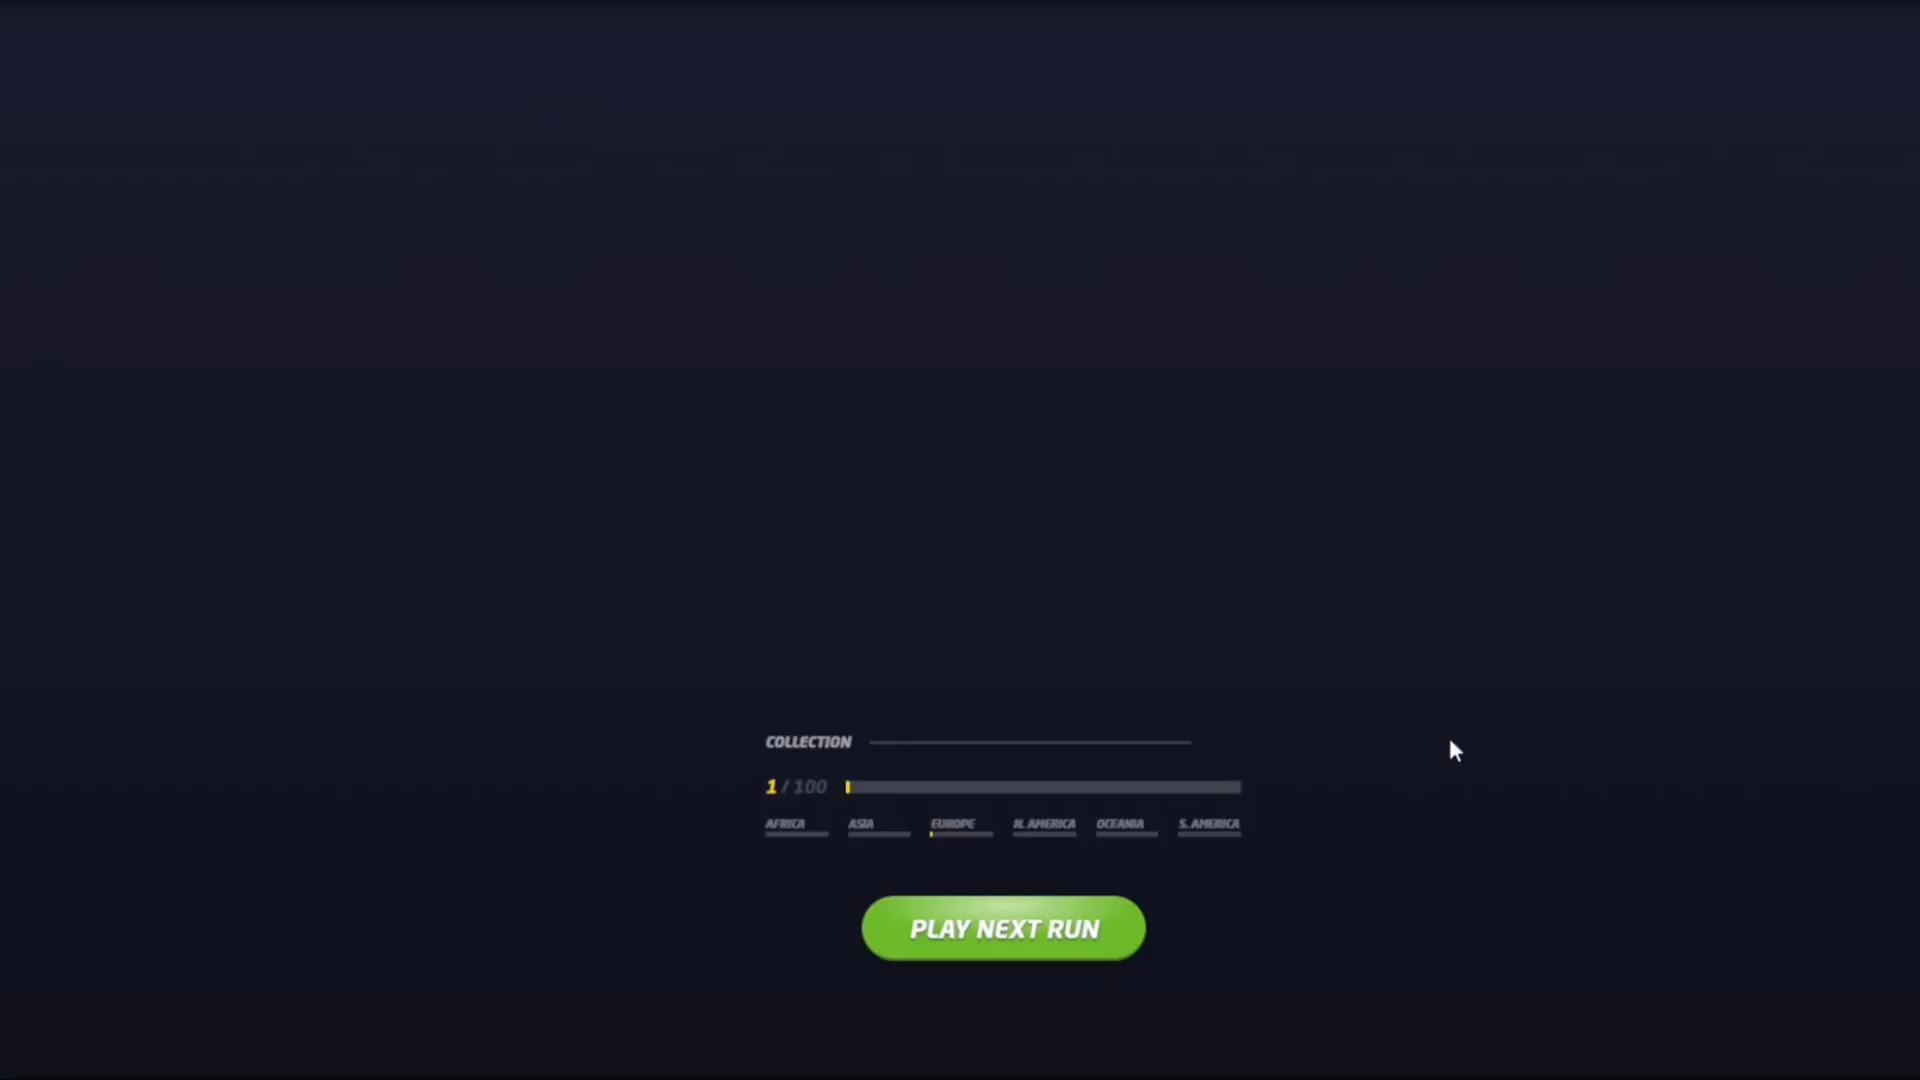 COLLECTION
1 / 100
AFRICA ASIA EUROPE N. AMERICA OCEANIA S. AMERICA
PLAY NEXT RUN